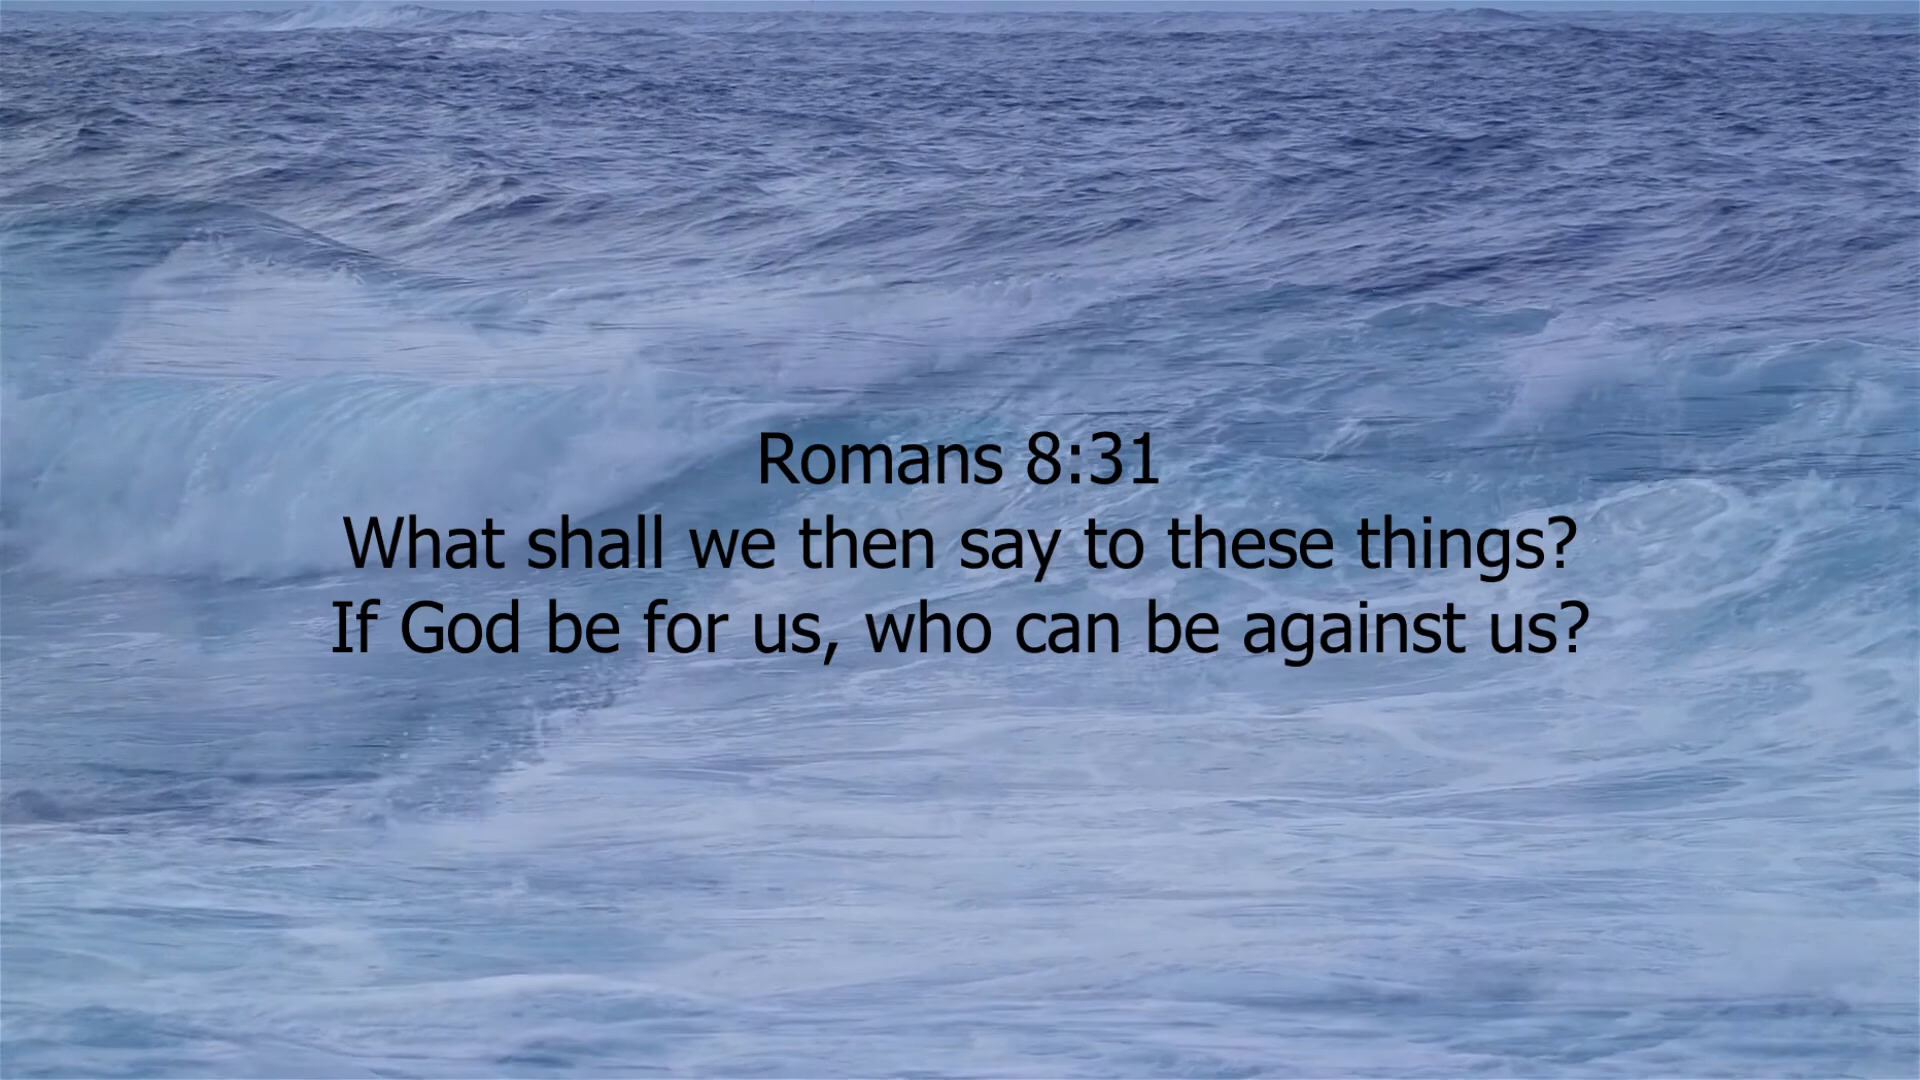 Romans 8:31
What shall we then say to these things?
If God be for us, who can be against us?